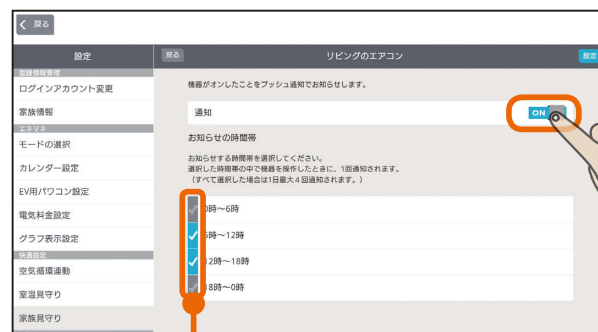 戻る
設定
戻る
リビングのエアコン
設定
登録情報管理
ログインアカウント変更
家族情報
エネマネ
モードの選択
カレンダー設定
EV用パワコン設定
電気料金設定
グラフ表示設定
快適設定
空気循環連動
室温見守り
家族見守り
機器がオンしたことをプッシュ通知でお知らせします。
通知
ON
お知らせの時間帯
お知らせする時間帯を選択してください。
選択した時間帯の中で機器を操作したときに、1回通知されます。
（すべて選択した場合は1日最大4回通知されます。）
0時～6時
6時～12時
12時～18時
18時～0時